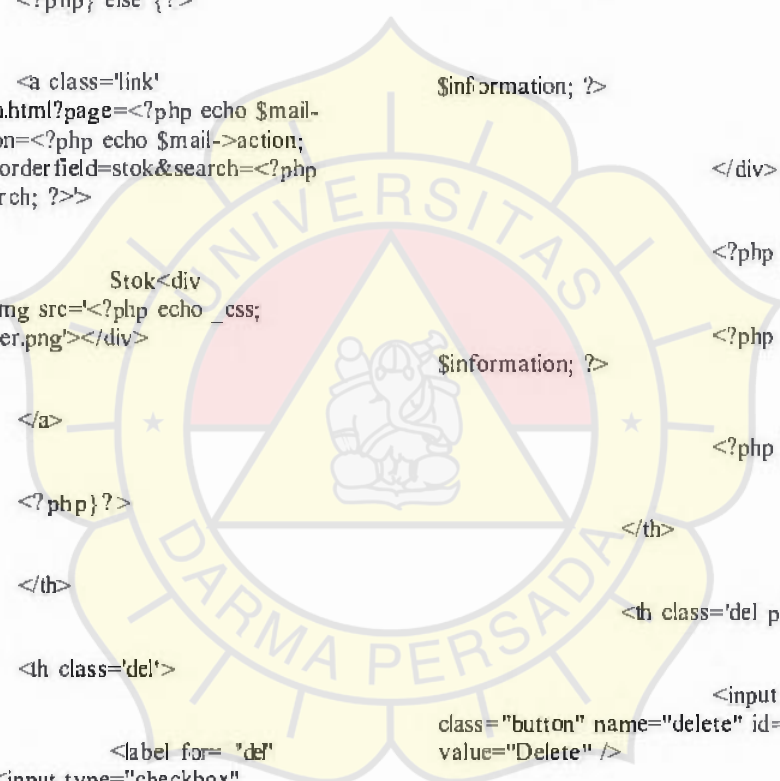 <?php} else {?>
<a class='link'
n.html?page=<?php echo $mail-
on=<?php echo $mail->action;
orderfield=stok&search=<?php
rch; ?>'>
Stok<div
mg src='<?php echo _css;
er.png'></div>
</a>
<?php}?>
</th>
<th class='del'>
<label for= "del"
<input type="checkbox"
$information; ?>
$information; ?>
class="button" name="delete" id=
value="Delete" />
</div>
<?php
<?php
<?php
</th>
<th class='del p
<input
UNIVERSITAS
DARMA PERSADA